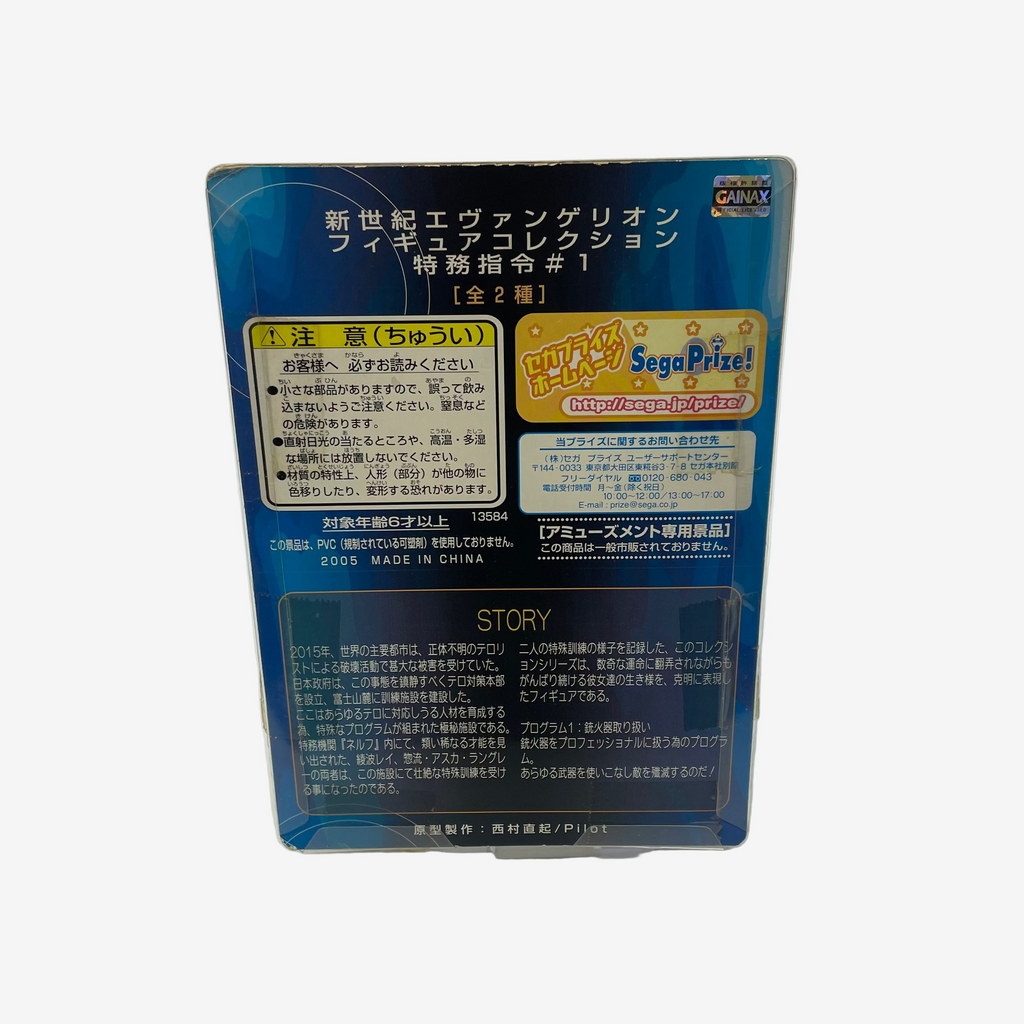 版権許諾証
GAINAX
OFFICIAL LICENSED
新世紀エヴァンゲリオン
フィギュアコレクション
特務指令#1
[全2種]
注 意(ちゅうい)
お客様へ 必ずお読みください
●小さな部品がありますので、誤って飲み
込まないようご注意ください。窒息など
の危険があります。
●直射日光の当たるところや、高温・多湿
な場所には放置しないでください。
●材質の特性上、人形(部分)が他の物に
色移りしたり、変形する恐れがあります。
対象年齢6才以上 13584
この景品は、PVC(規制されている可塑剤)を使用しておりません。
2005 MADE IN CHINA
セガプライズ
ホームページ
SegaPrize!
http://sega.jp/prize/
当プライズに関するお問い合わせ先
(株)セガ プライズ ユーザーサポートセンター
〒144-0033 東京都大田区東糀谷3-7-8 セガ本社別館
フリーダイヤル 0120-680-043
電話受付時間 月~金(除く祝日)
10:00~12:00/13:00~17:00
E-mail : prize@sega.co.jp
[アミューズメント専用景品]
この商品は一般市販されておりません。
STORY
2015年、世界の主要都市は、正体不明のテロリ
ストによる破壊活動で甚大な被害を受けていた。
日本政府は、この事態を鎮静すべくテロ対策本部
を設立、富士山麓に訓練施設を建設した。
ここはあらゆるテロに対応しうる人材を育成する
為、特殊なプログラムが組まれた極秘施設である。
特務機関『ネルフ』内にて、類い稀なる才能を見
い出された、綾波レイ、惣流・アスカ・ラングレ
ーの両者は、この施設にて壮絶な特殊訓練を受け
る事になったのである。
二人の特殊訓練の様子を記録した、このコレクシ
ョンシリーズは、数奇な運命に翻弄されながらも
がんばり続ける彼女達の生き様を、克明に表現し
たフィギュアである。
プログラム1:銃火器取り扱い
銃火器をプロフェッショナルに扱う為のプログラ
ム。
あらゆる武器を使いこなし敵を殲滅するのだ!
原型製作:西村直起/Pilot